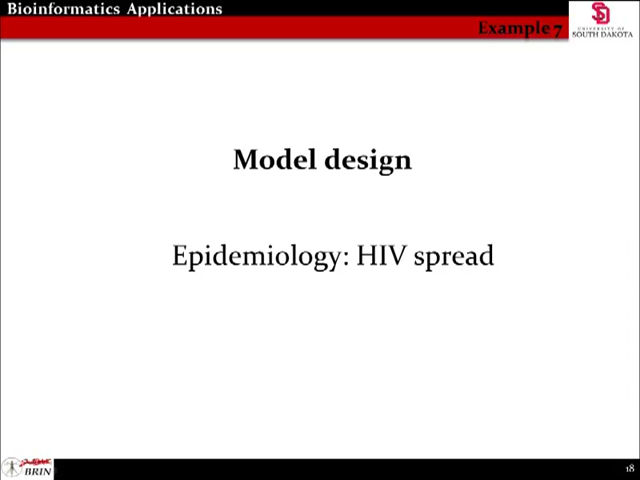 Bioinformatics Applications
Example 7
UNIVERSITY OF
SOUTH DAKOTA
Model design
Epidemiology: HIV spread
BRIN
18